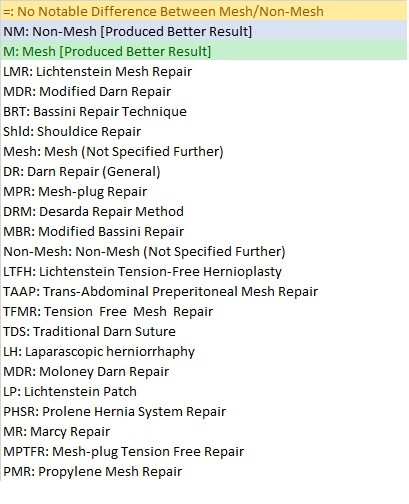 =: No Notable Difference Between Mesh/Non-Mesh
NM: Non-Mesh [Produced Better Result]
M: Mesh [Produced Better Result]
LMR: Lichtenstein Mesh Repair
MDR: Modified Darn Repair
BRT: Bassini Repair Technique
Shld: Shouldice Repair
Mesh: Mesh (Not Specified Further)
DR: Darn Repair (General)
MPR: Mesh-plug Repair
DRM: Desarda Repair Method
MBR: Modified Bassini Repair
Non-Mesh: Non-Mesh (Not Specified Further)
LTFH: Lichtenstein Tension-Free Hernioplasty
TAAP: Trans-Abdominal Preperitoneal Mesh Repair
TFMR: Tension Free Mesh Repair
TDS: Traditional Darn Suture
LH: Laparascopic herniorrhaphy
MDR: Moloney Darn Repair
LP: Lichtenstein Patch
PHSR: Prolene Hernia System Repair
MR: Marcy Repair
MPTFR: Mesh-plug Tension Free Repair
PMR: Propylene Mesh Repair